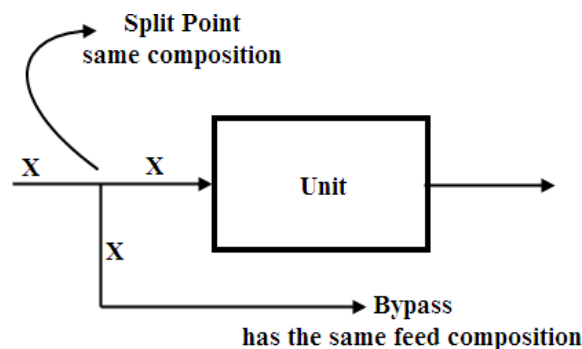 Split Point
same composition
X
X
Unit
X
Bypass
has the same feed composition